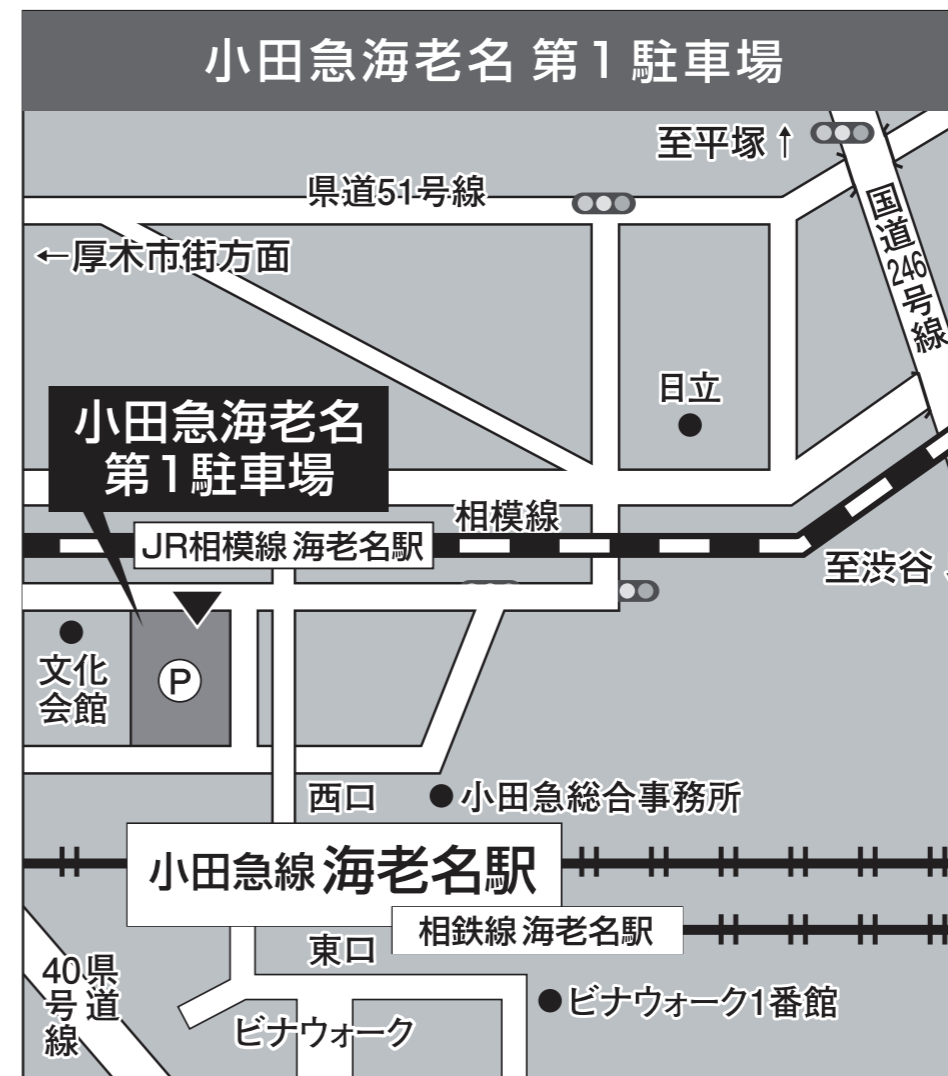 小田急海老名 第1駐車場
至平塚↑
県道51号線
国道246号線
←厚木市街方面
日立
小田急海老名
第1駐車場
相模線
JR相模線 海老名駅
至渋谷
文化
会館
P
西口
小田急総合事務所
小田急線 海老名駅
相鉄線 海老名駅
東口
県道
40号線
ビナウォーク1番館
ビナウォーク